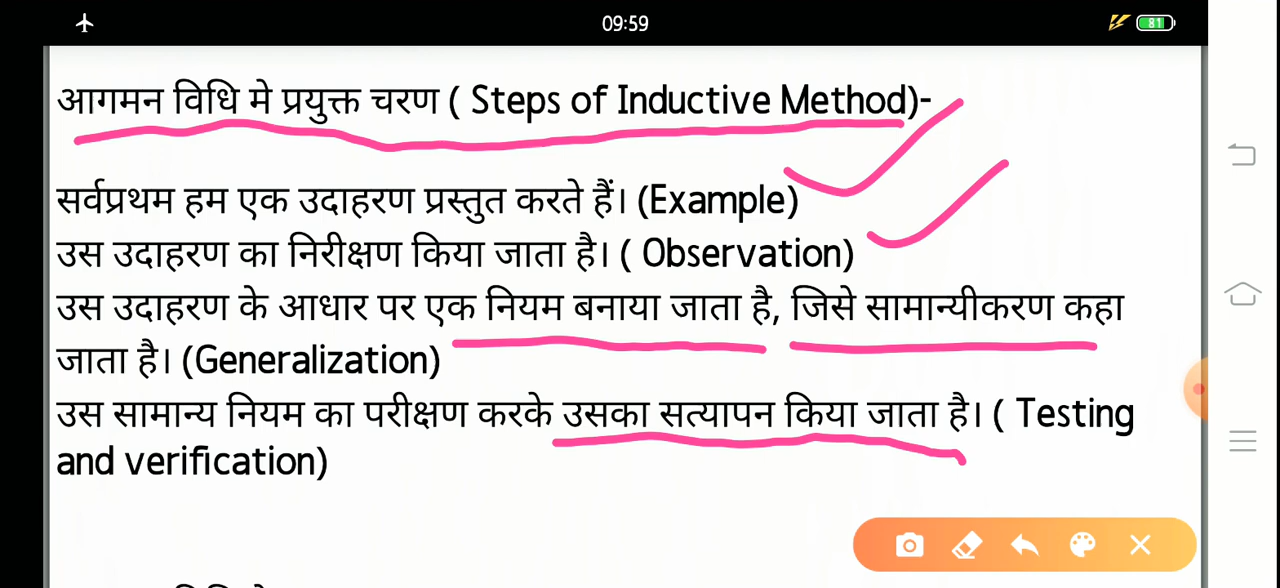 09:59
81
आगमन विधि मे प्रयुक्त चरण ( Steps of Inductive Method)-
सर्वप्रथम हम एक उदाहरण प्रस्तुत करते हैं। (Example)
उस उदाहरण का निरीक्षण किया जाता है। ( Observation)
उस उदाहरण के आधार पर एक नियम बनाया जाता है, जिसे सामान्यीकरण कहा
जाता है। (Generalization)
उस सामान्य नियम का परीक्षण करके उसका सत्यापन किया जाता है। ( Testing
and verification)